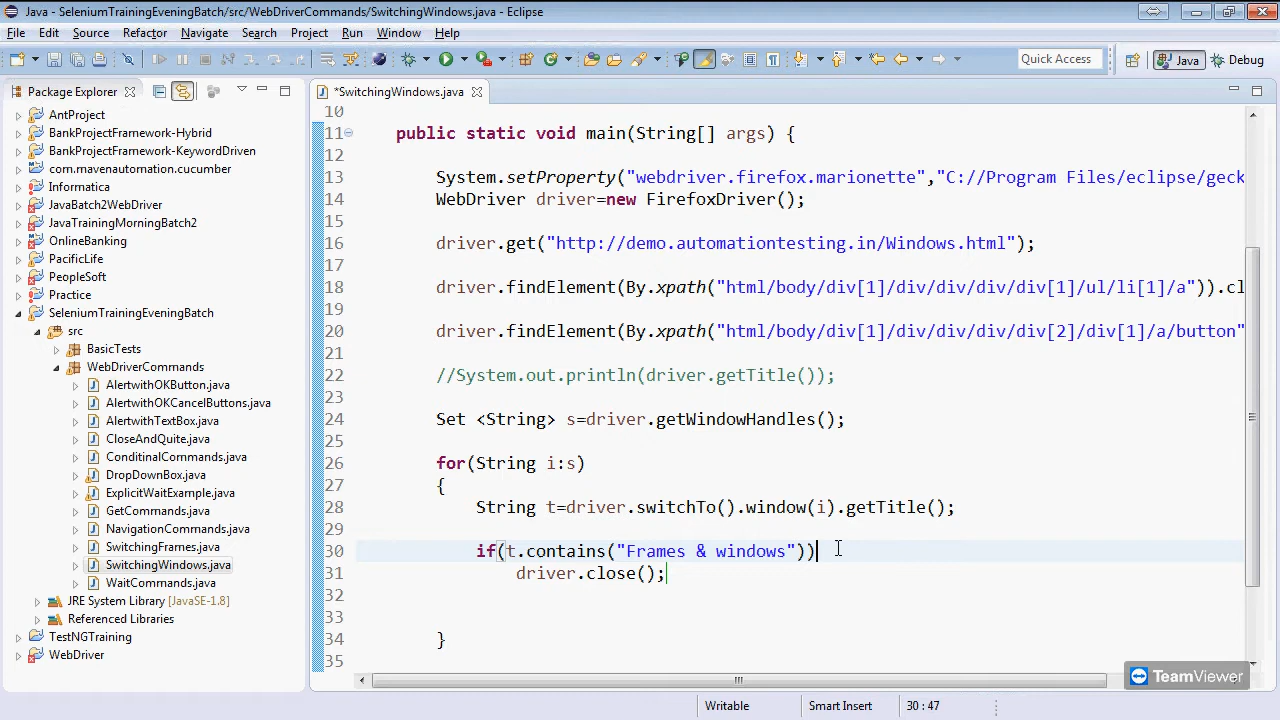 Java - SeleniumTrainingEveningBatch/src/WebDriverCommands/SwitchingWindows.java - Eclipse
File Edit Source Refactor Navigate Search Project Run Window Help
Quick Access
Java
Debug
Package Explorer
*SwitchingWindows.java
AntProject
BankProjectFramework-Hybrid
BankProjectFramework-KeywordDriven
com.mavenautomation.cucumber
Informatica
JavaBatch2WebDriver
JavaTrainingMorningBatch2
OnlineBanking
PacificLife
PeopleSoft
Practice
SeleniumTrainingEveningBatch
src
BasicTests
WebDriverCommands
AlertwithOKButton.java
AlertwithOKCancelButtons.java
AlertwithTextBox.java
CloseAndQuite.java
ConditinalCommands.java
DropDownBox.java
ExplicitWaitExample.java
GetCommands.java
NavigationCommands.java
SwitchingFrames.java
SwitchingWindows.java
WaitCommands.java
JRE System Library [JavaSE-1.8]
Referenced Libraries
TestNGTraining
WebDriver
10
11 public static void main(String[] args) {
12
13 System.setProperty("webdriver.firefox.marionette","C://Program Files/eclipse/geck
14 WebDriver driver=new FirefoxDriver();
15
16 driver.get("http://demo.automationtesting.in/Windows.html");
17
18 driver.findElement(By.xpath("html/body/div[1]/div/div/div/div[1]/ul/li[1]/a")).cl
19
20 driver.findElement(By.xpath("html/body/div[1]/div/div/div/div[2]/div[1]/a/button"
21
22 //System.out.println(driver.getTitle());
23
24 Set <String> s=driver.getWindowHandles();
25
26 for(String i:s)
27 {
28 String t=driver.switchTo().window(i).getTitle();
29
30 if(t.contains("Frames & windows"))
31 driver.close();
32
33
34 }
35
TeamViewer
Writable
Smart Insert
30 : 47